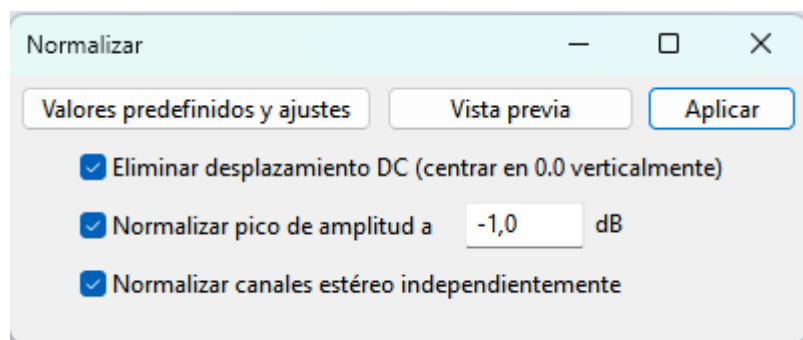 Normalizar
Valores predefinidos y ajustes Vista previa Aplicar
Eliminar desplazamiento DC (centrar en 0.0 verticalmente)
Normalizar pico de amplitud a -1,0 dB
Normalizar canales estéreo independientemente